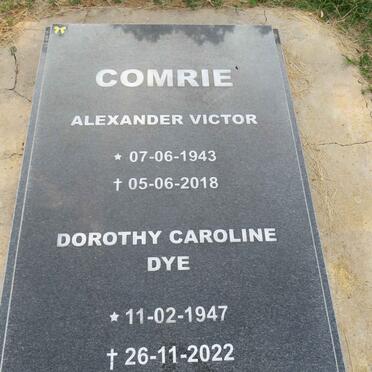 COMRIE
ALEXANDER VICTOR
★ 07-06-1943
† 05-06-2018
DOROTHY CAROLINE
DYE
★ 11-02-1947
† 26-11-2022